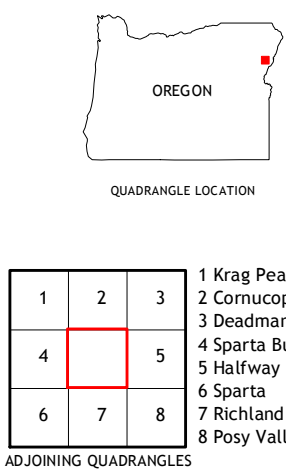 OREGON
QUADRANGLE LOCATION
1 2 3
4 5
6 7 8
1 Krag Pea
2 Cornucop
3 Deadman
4 Sparta Bu
5 Halfway
6 Sparta
7 Richland
8 Posy Vall
ADJOINING QUADRANGLES